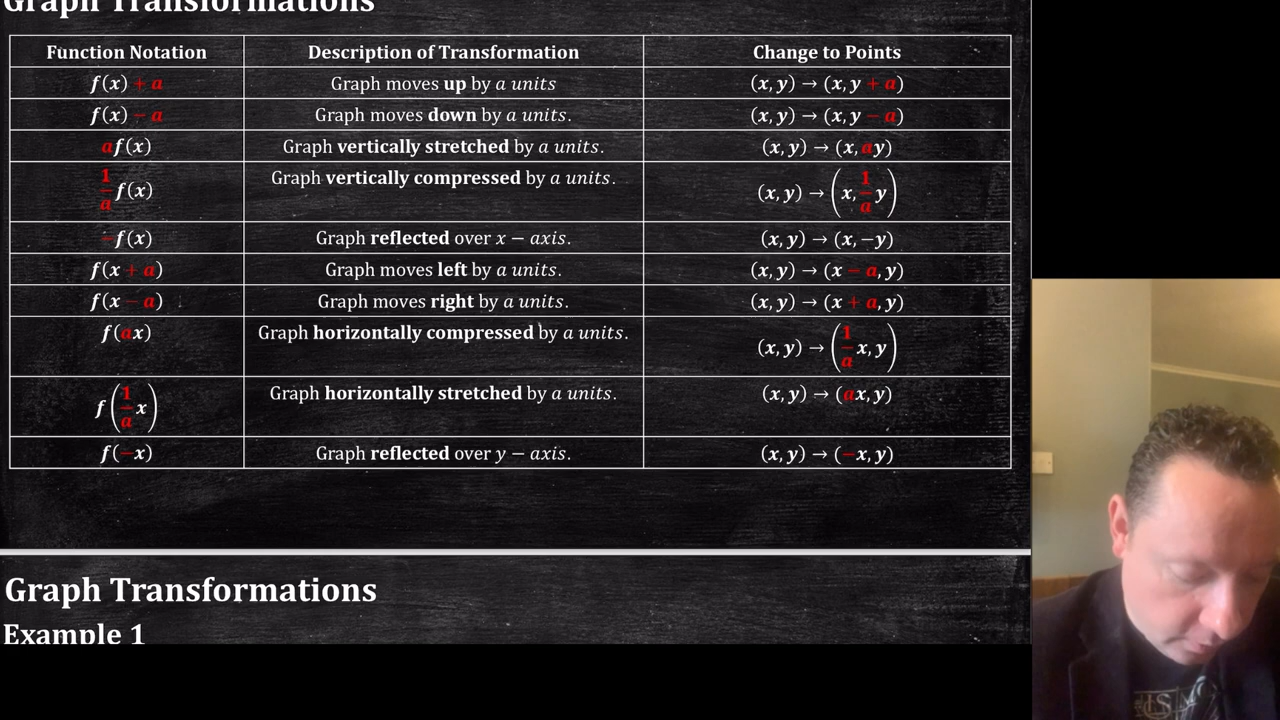 Graph Transformations
Function Notation Description of Transformation Change to Points
f(x) + a Graph moves up by a units (x, y) → (x, y + a)
f(x) − a Graph moves down by a units. (x, y) → (x, y − a)
af(x) Graph vertically stretched by a units. (x, y) → (x, ay)
1/a f(x) Graph vertically compressed by a units. (x, y) → (x, 1/a y)
−f(x) Graph reflected over x − axis. (x, y) → (x, −y)
f(x + a) Graph moves left by a units. (x, y) → (x − a, y)
f(x − a) Graph moves right by a units. (x, y) → (x + a, y)
f(ax) Graph horizontally compressed by a units. (x, y) → (1/a x, y)
f(1/a x) Graph horizontally stretched by a units. (x, y) → (ax, y)
f(−x) Graph reflected over y − axis. (x, y) → (−x, y)
Graph Transformations
Example 1